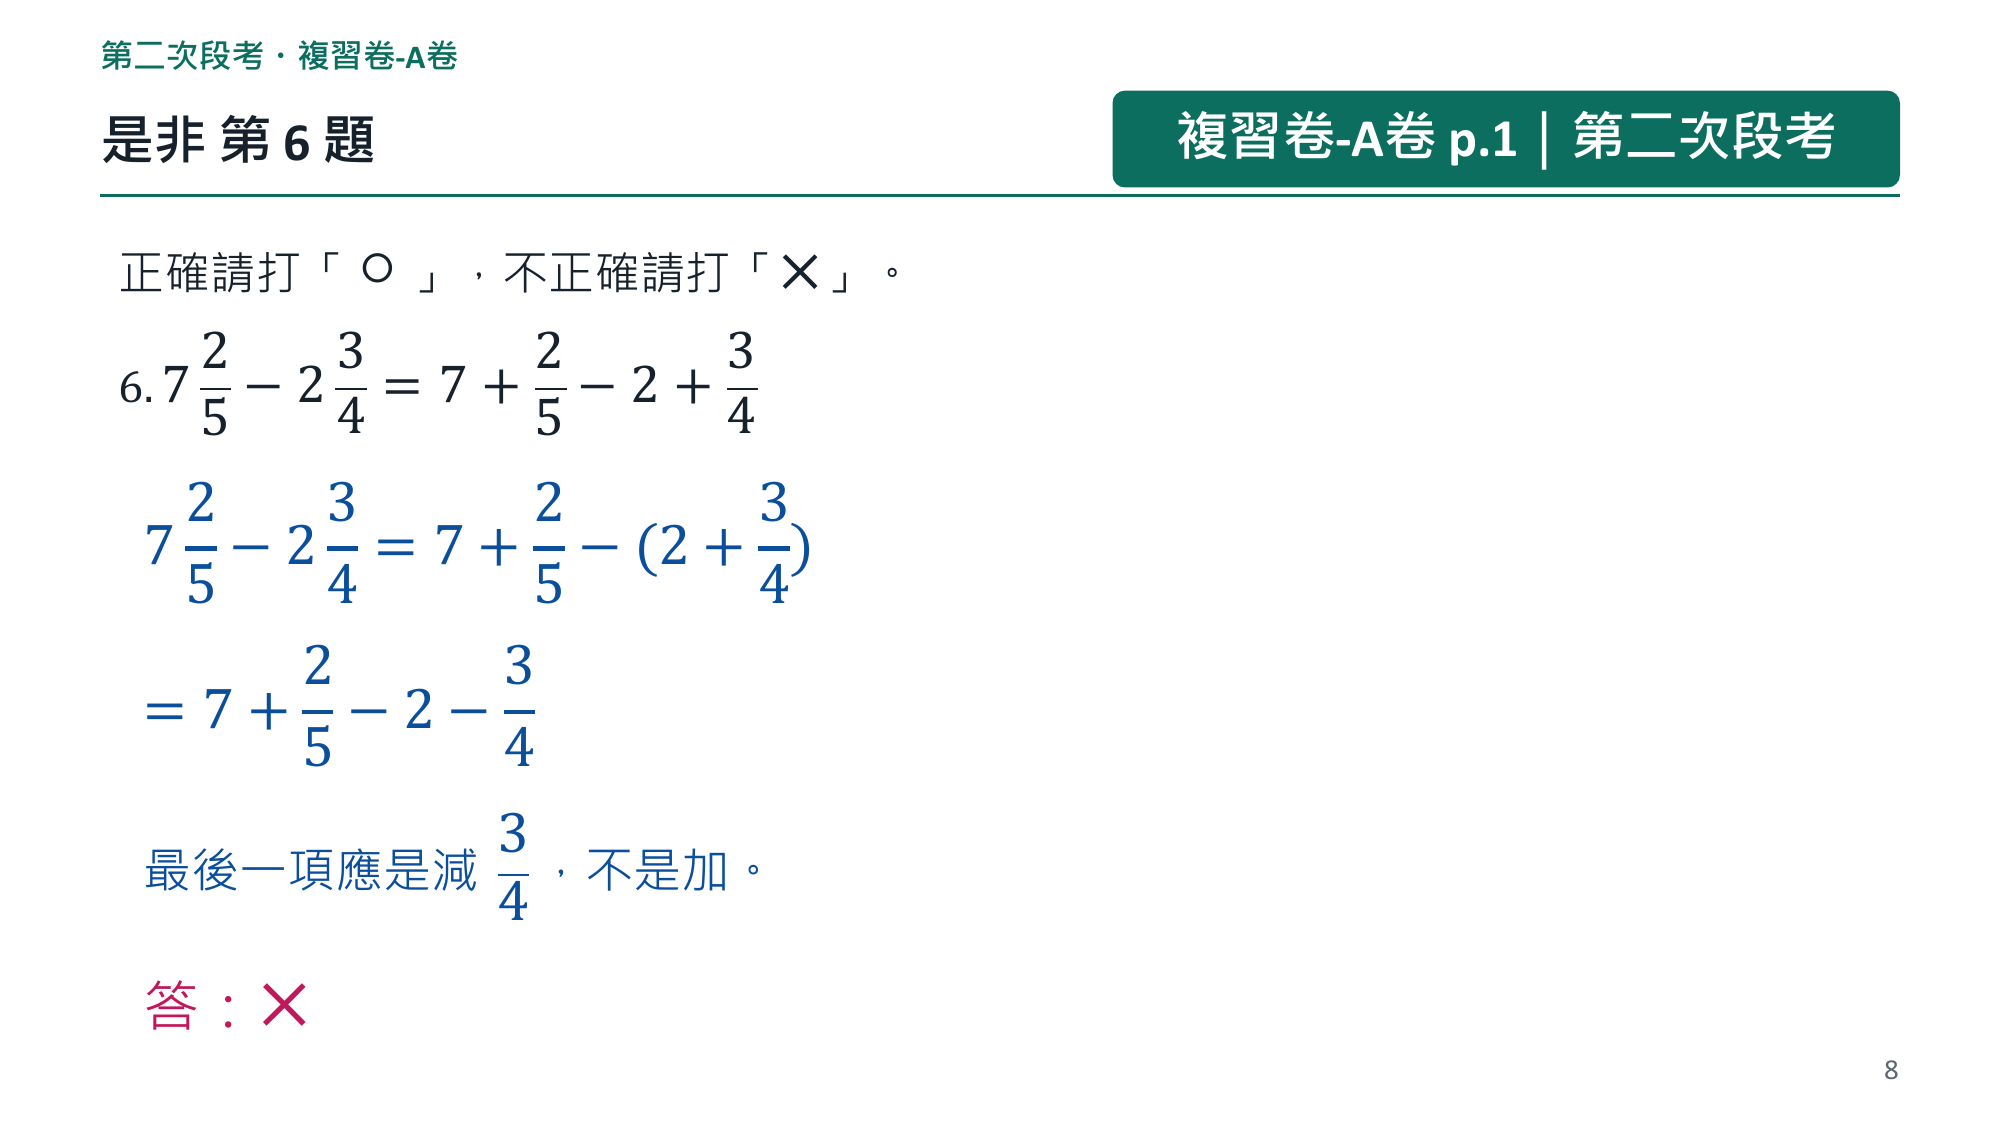 第二次段考・複習卷-A卷
是非 第 6 題
複習卷-A卷 p.1｜第二次段考
正確請打「○」，不正確請打「×」。
6. 7 2/5 − 2 3/4 = 7 + 2/5 − 2 + 3/4
7 2/5 − 2 3/4 = 7 + 2/5 − (2 + 3/4)
= 7 + 2/5 − 2 − 3/4
最後一項應是減 3/4 ，不是加。
答：×
8